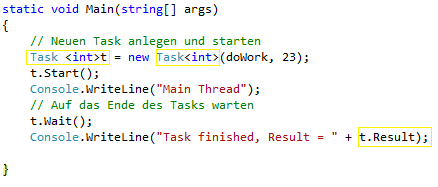 static void Main(string[] args)
{
// Neuen Task anlegen und starten
Task <int>t = new Task<int>(doWork, 23);
t.Start();
Console.WriteLine("Main Thread");
// Auf das Ende des Tasks warten
t.Wait();
Console.WriteLine("Task finished, Result = " + t.Result);
}